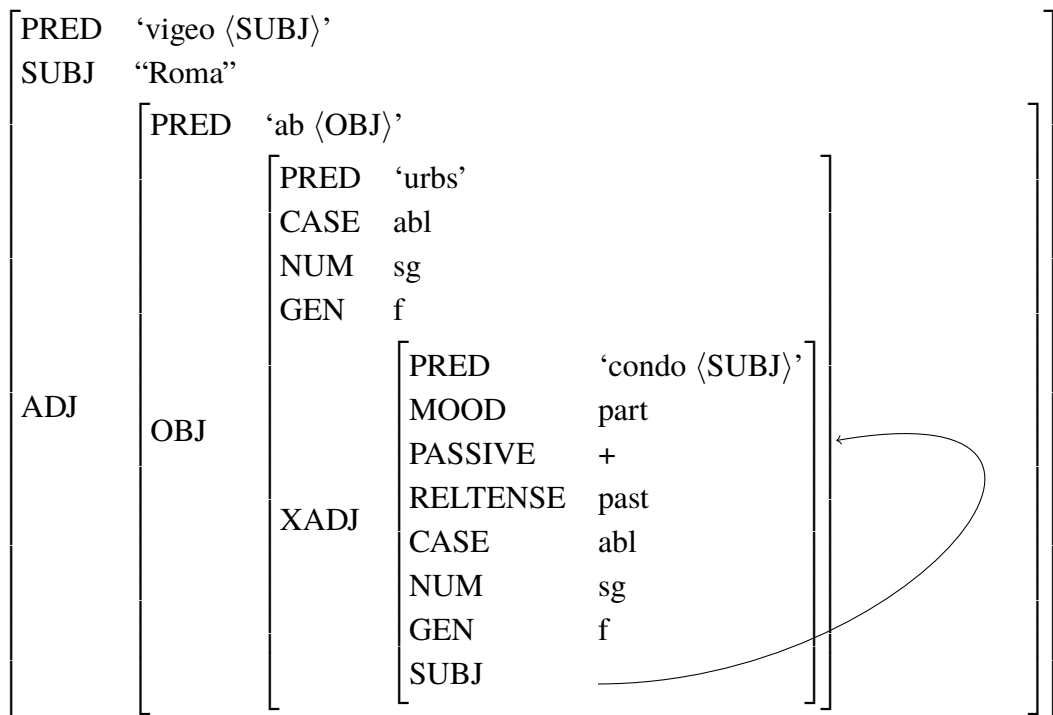 PRED ‘vigeo ⟨SUBJ⟩’
SUBJ “Roma”
PRED ‘ab ⟨OBJ⟩’
PRED ‘urbs’
CASE abl
NUM sg
GEN f
PRED ‘condo ⟨SUBJ⟩’
ADJ MOOD part
OBJ PASSIVE +
RELTENSE past
XADJ
CASE abl
NUM sg
GEN f
SUBJ